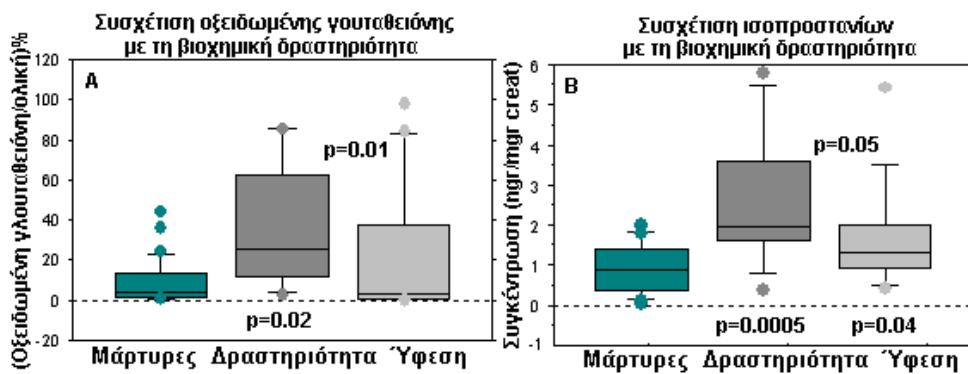 Συσχέτιση οξειδωμένης γουταθειόνης
με τη βιοχημική δραστηριότητα
(Οξειδωμένη γλουταθειόνη/ολική)%
120
100
80
60
40
20
0
-20
A
p=0.01
p=0.02
Μάρτυρες Δραστηριότητα Ύφεση
Συσχέτιση ισοπροστανίων
με τη βιοχημική δραστηριότητα
Συγκέντρωση (ngr/mgr creat)
6
5
4
3
2
1
0
-1
B
p=0.05
p=0.0005 p=0.04
Μάρτυρες Δραστηριότητα Ύφεση